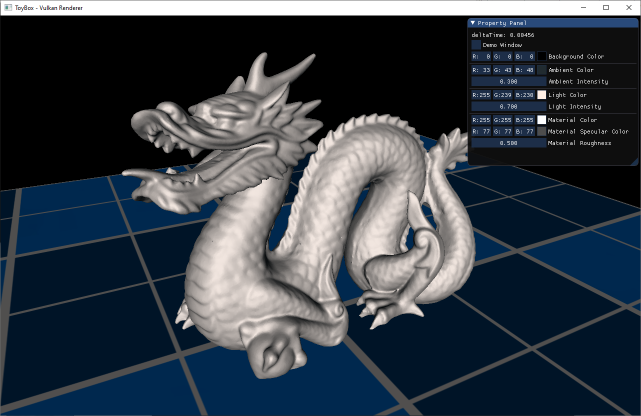 ToyBox - Vulkan Renderer
Property Panel
deltaTime: 0.00456
Demo Window
R: 0 G: 0 B: 0 Background Color
R: 33 G: 43 B: 48 Ambient Color
0.300 Ambient Intensity
R:255 G:239 B:230 Light Color
0.700 Light Intensity
R:255 G:255 B:255 Material Color
R: 77 G: 77 B: 77 Material Specular Color
0.500 Material Roughness